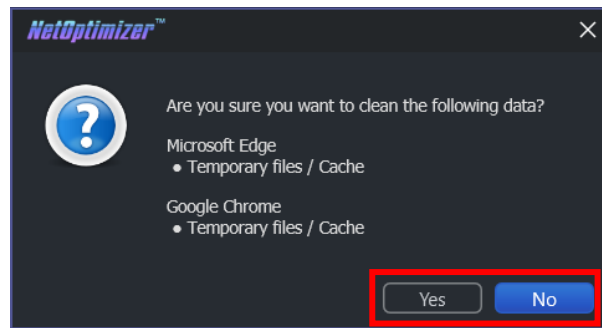 NetOptimizer™
Are you sure you want to clean the following data?
Microsoft Edge
● Temporary files / Cache
Google Chrome
● Temporary files / Cache
Yes No